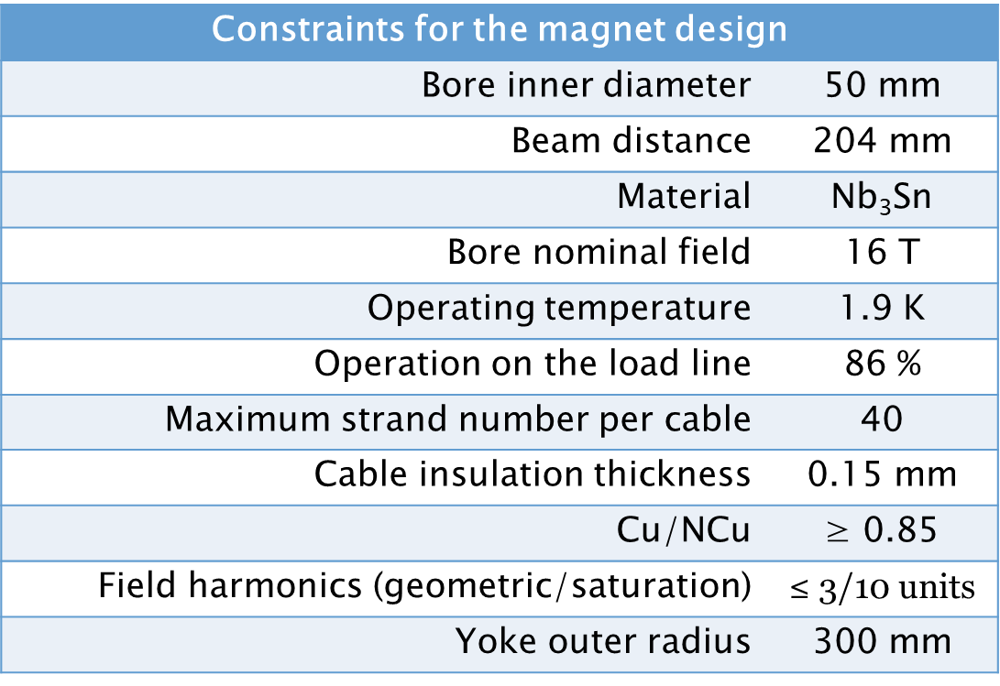 Constraints for the magnet design
Bore inner diameter 50 mm
Beam distance 204 mm
Material Nb₃Sn
Bore nominal field 16 T
Operating temperature 1.9 K
Operation on the load line 86 %
Maximum strand number per cable 40
Cable insulation thickness 0.15 mm
Cu/NCu ≥ 0.85
Field harmonics (geometric/saturation) ≤ 3/10 units
Yoke outer radius 300 mm